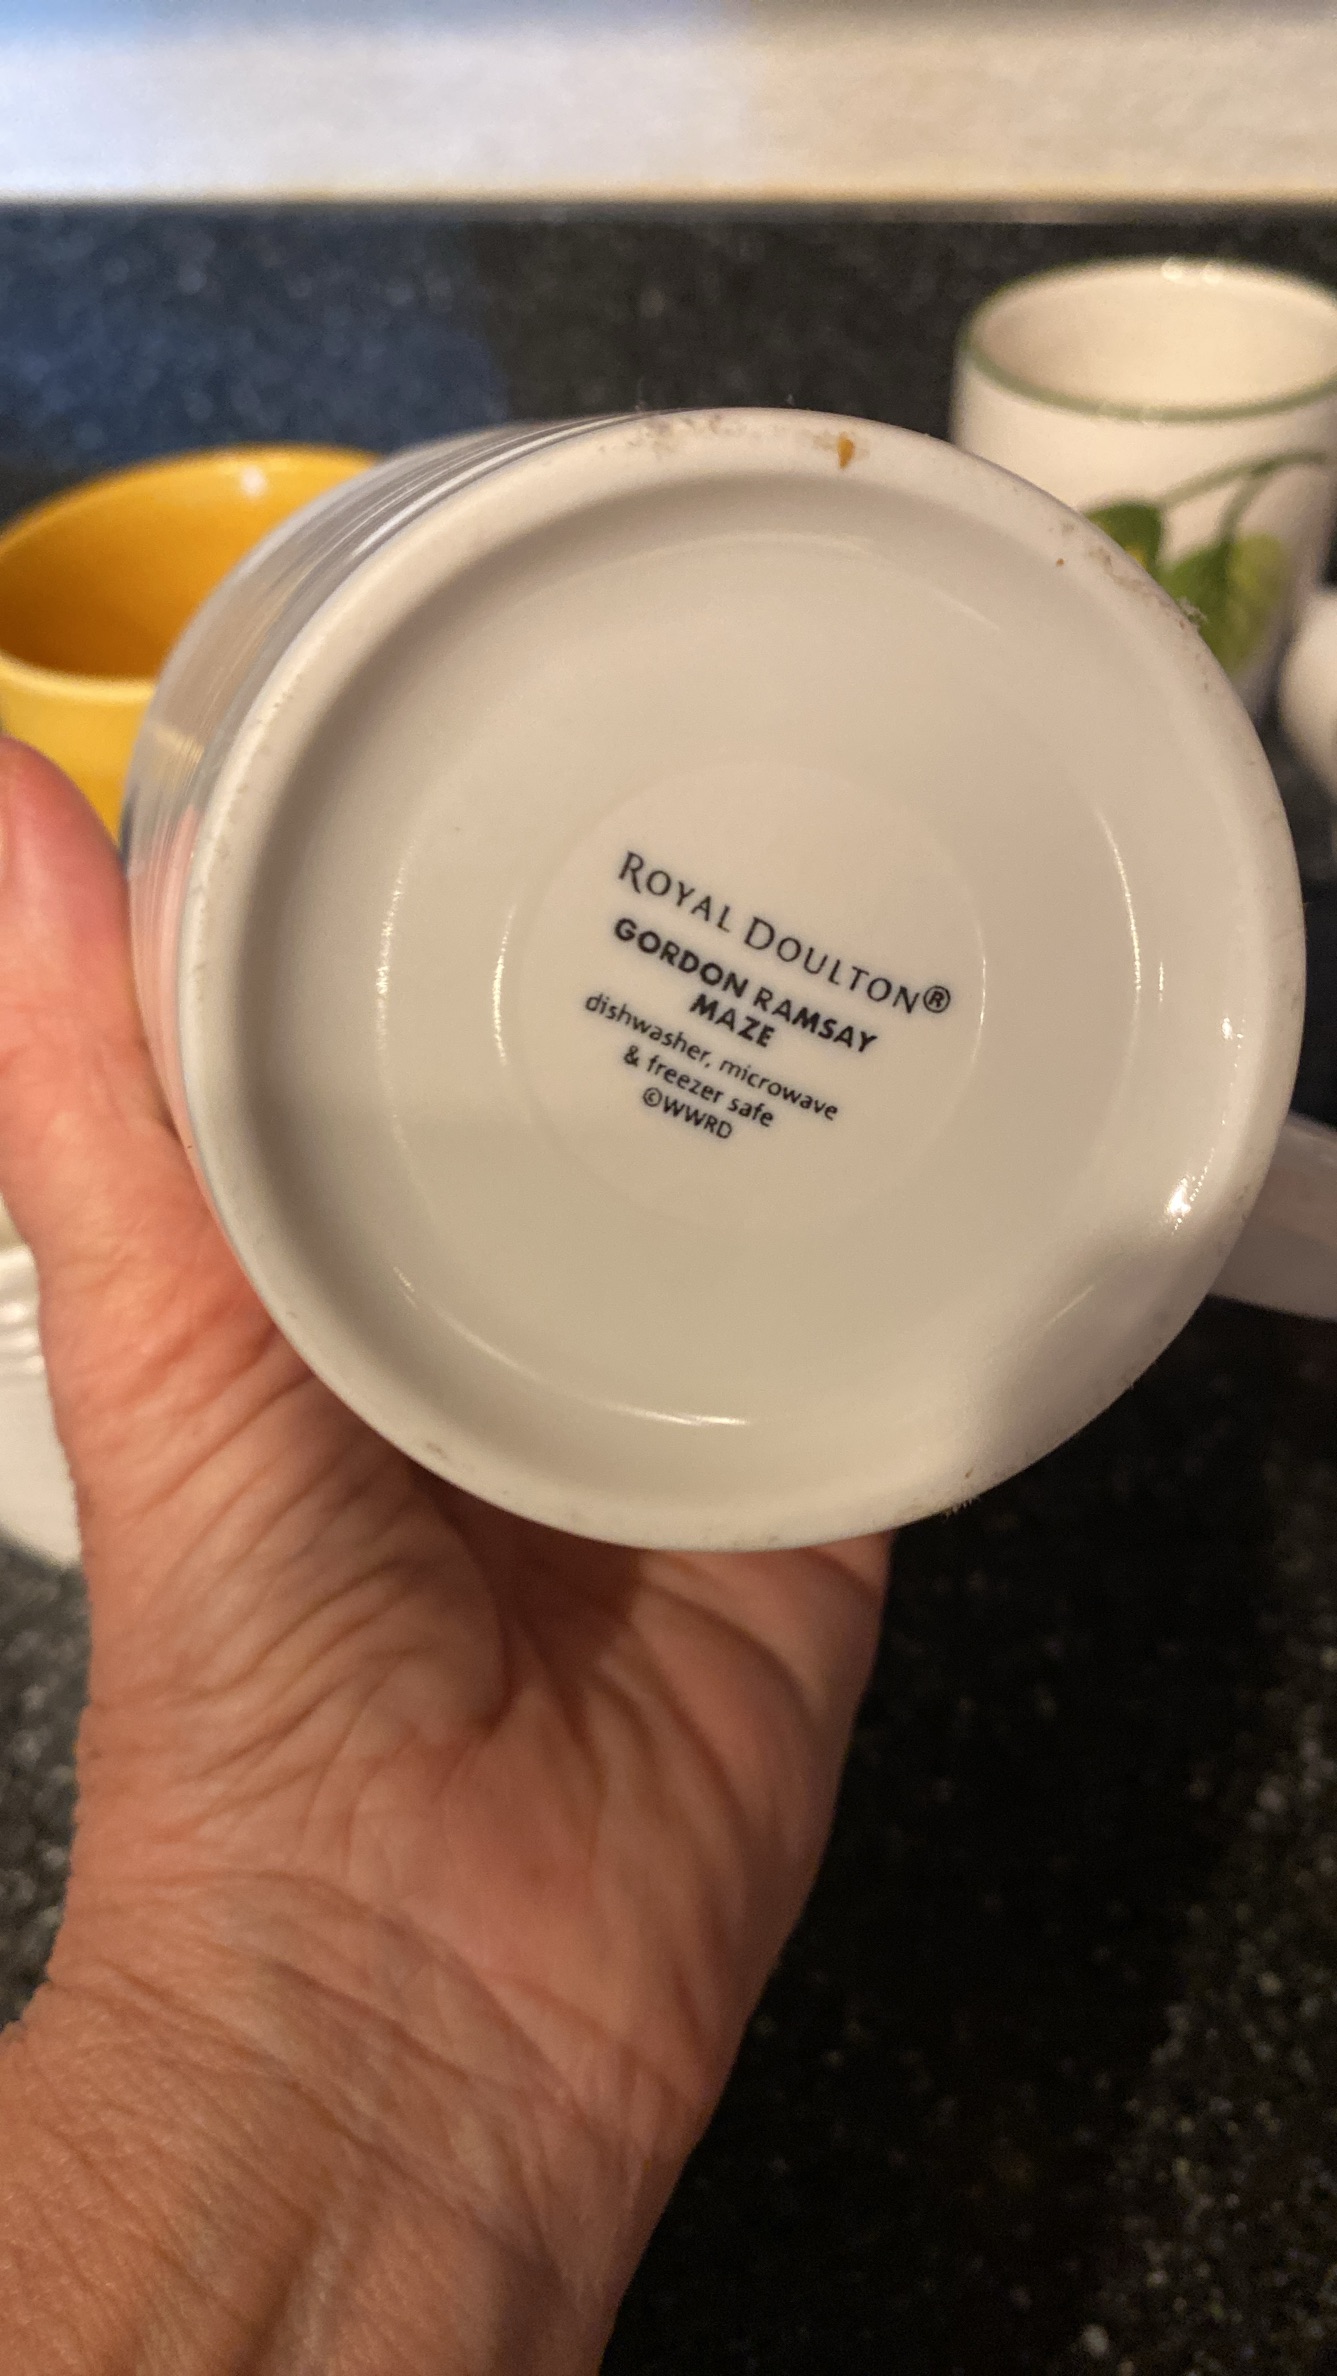 ROYAL DOULTON®
GORDON RAMSAY
MAZE
dishwasher, microwave
& freezer safe
©WWRD